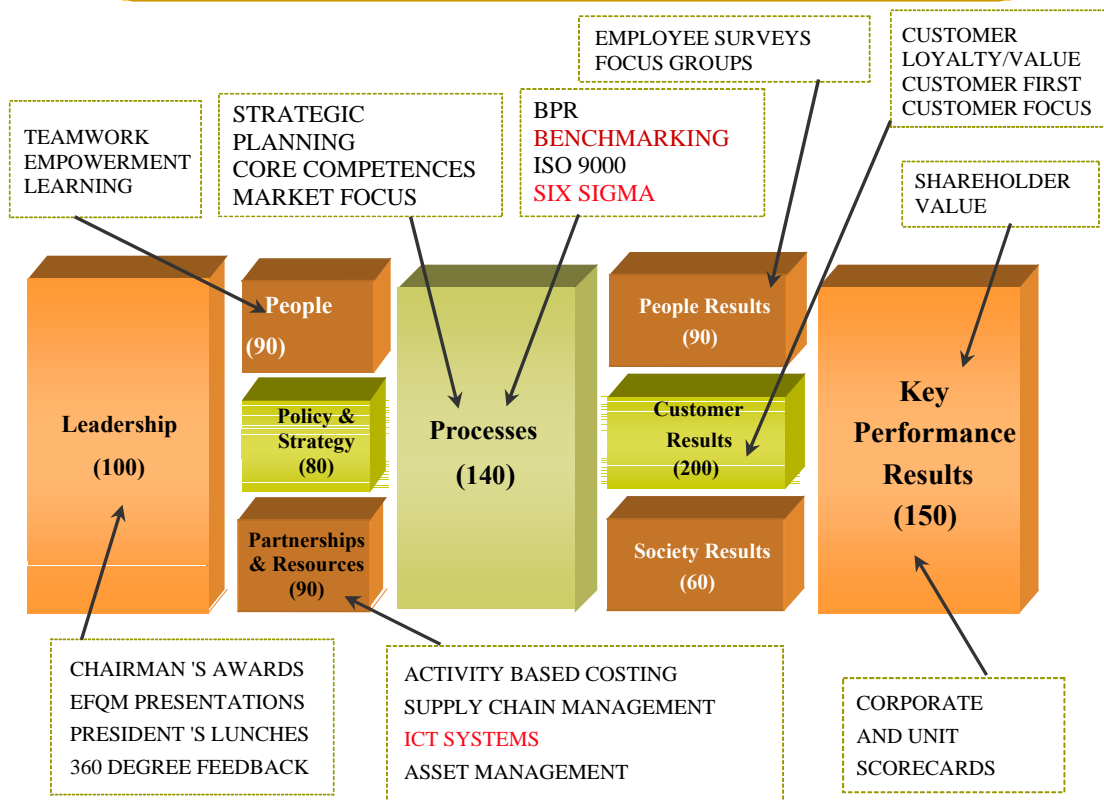 EMPLOYEE SURVEYS
FOCUS GROUPS
CUSTOMER
LOYALTY/VALUE
CUSTOMER FIRST
CUSTOMER FOCUS
TEAMWORK
EMPOWERMENT
LEARNING
STRATEGIC
PLANNING
CORE COMPETENCES
MARKET FOCUS
BPR
BENCHMARKING
ISO 9000
SIX SIGMA
SHAREHOLDER
VALUE
Leadership
(100)
People
(90)
Policy &
Strategy
(80)
Partnerships
& Resources
(90)
Processes
(140)
People Results
(90)
Customer
Results
(200)
Society Results
(60)
Key
Performance
Results
(150)
CHAIRMAN 'S AWARDS
EFQM PRESENTATIONS
PRESIDENT 'S LUNCHES
360 DEGREE FEEDBACK
ACTIVITY BASED COSTING
SUPPLY CHAIN MANAGEMENT
ICT SYSTEMS
ASSET MANAGEMENT
CORPORATE
AND UNIT
SCORECARDS